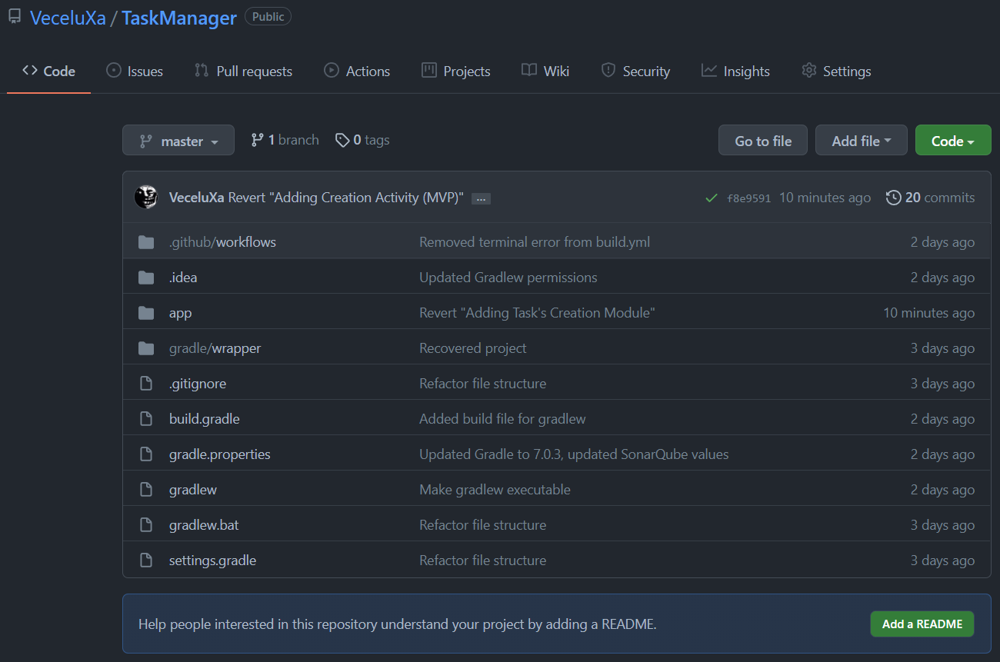 VeceluXa / TaskManager Public
Code Issues Pull requests Actions Projects Wiki Security Insights Settings
master 1 branch 0 tags Go to file Add file Code
VeceluXa Revert "Adding Creation Activity (MVP)" ... f8e9591 10 minutes ago 20 commits
.github/workflows Removed terminal error from build.yml 2 days ago
.idea Updated Gradlew permissions 2 days ago
app Revert "Adding Task's Creation Module" 10 minutes ago
gradle/wrapper Recovered project 3 days ago
.gitignore Refactor file structure 3 days ago
build.gradle Added build file for gradlew 2 days ago
gradle.properties Updated Gradle to 7.0.3, updated SonarQube values 2 days ago
gradlew Make gradlew executable 2 days ago
gradlew.bat Refactor file structure 3 days ago
settings.gradle Refactor file structure 3 days ago
Help people interested in this repository understand your project by adding a README. Add a README